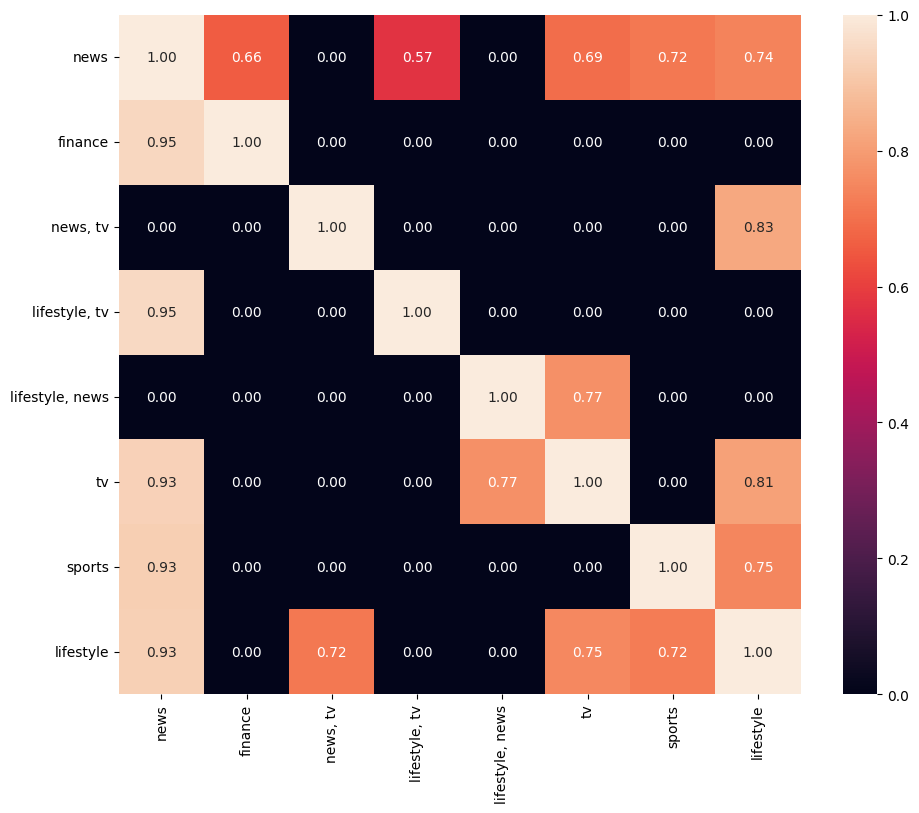 news 1.00 0.66 0.00 0.57 0.00 0.69 0.72 0.74
finance 0.95 1.00 0.00 0.00 0.00 0.00 0.00 0.00
news, tv 0.00 0.00 1.00 0.00 0.00 0.00 0.00 0.83
lifestyle, tv 0.95 0.00 0.00 1.00 0.00 0.00 0.00 0.00
lifestyle, news 0.00 0.00 0.00 0.00 1.00 0.77 0.00 0.00
tv 0.93 0.00 0.00 0.00 0.77 1.00 0.00 0.81
sports 0.93 0.00 0.00 0.00 0.00 0.00 1.00 0.75
lifestyle 0.93 0.00 0.72 0.00 0.00 0.75 0.72 1.00
news
finance
news, tv
lifestyle, tv
lifestyle, news
tv
sports
lifestyle
1.0
0.8
0.6
0.4
0.2
0.0